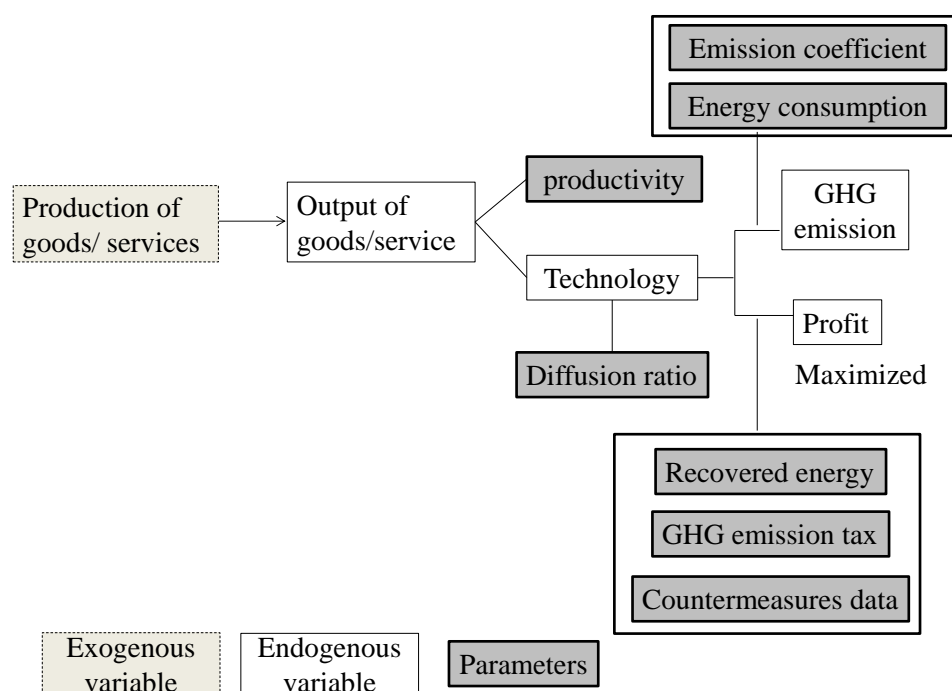 Emission coefficient
Energy consumption
productivity
Production of
goods/ services
Output of
goods/service
GHG
emission
Technology
Profit
Diffusion ratio
Maximized
Recovered energy
GHG emission tax
Countermeasures data
Exogenous
variable
Endogenous
variable
Parameters